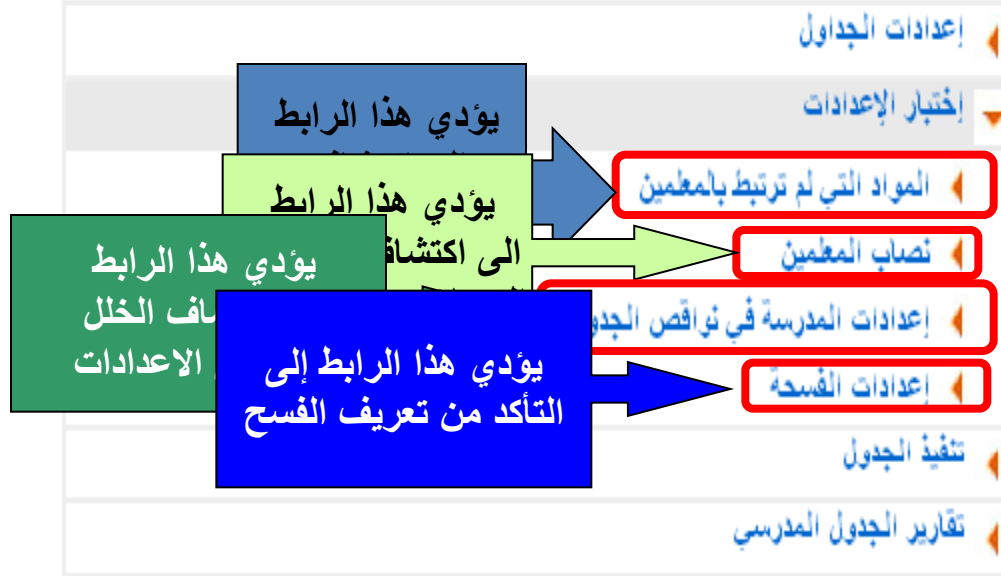 إعدادات الجداول
إختبار الإعدادات
المواد التي لم ترتبط بالمعلمين
نصاب المعلمين
إعدادات المدرسة في نواقص
إعدادات الفسحة
تنفيذ الجدول
تقارير الجدول المدرسي
يؤدي هذا الرابط
يؤدي هذا الرابط
الى
يؤدي هذا الرابط
الخلل
الاعدادات
يؤدي هذا الرابط إلى
التأكد من تعريف الفسح